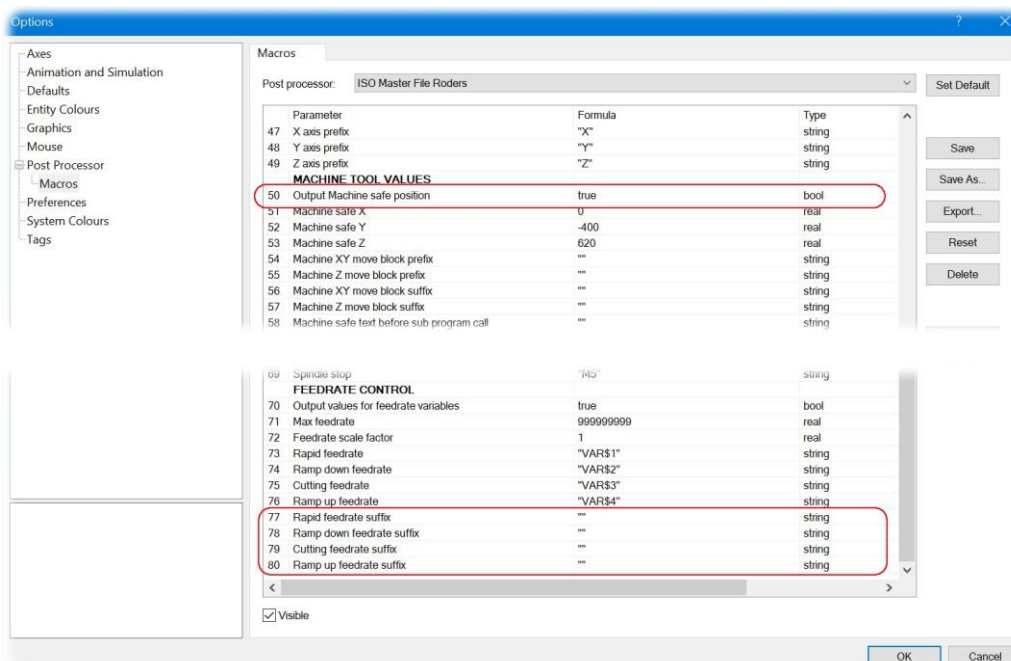 Options
?
Axes
Animation and Simulation
Defaults
Entity Colours
Graphics
Mouse
Post Processor
Macros
Preferences
System Colours
Tags
Macros
Post processor: ISO Master File Roders
Set Default
Parameter Formula Type
47 X axis prefix "X" string
48 Y axis prefix "Y" string
49 Z axis prefix "Z" string
MACHINE TOOL VALUES
50 Output Machine safe position true bool
51 Machine safe X 0 real
52 Machine safe Y -400 real
53 Machine safe Z 620 real
54 Machine XY move block prefix "" string
55 Machine Z move block prefix "" string
56 Machine XY move block suffix "" string
57 Machine Z move block suffix "" string
58 Machine safe text before sub program call "" string
Save
Save As...
Export...
Reset
Delete
69 Spindle stop "M5" string
FEEDRATE CONTROL
70 Output values for feedrate variables true bool
71 Max feedrate 999999999 real
72 Feedrate scale factor 1 real
73 Rapid feedrate "VAR$1" string
74 Ramp down feedrate "VAR$2" string
75 Cutting feedrate "VAR$3" string
76 Ramp up feedrate "VAR$4" string
77 Rapid feedrate suffix "" string
78 Ramp down feedrate suffix "" string
79 Cutting feedrate suffix "" string
80 Ramp up feedrate suffix "" string
Visible
OK Cancel